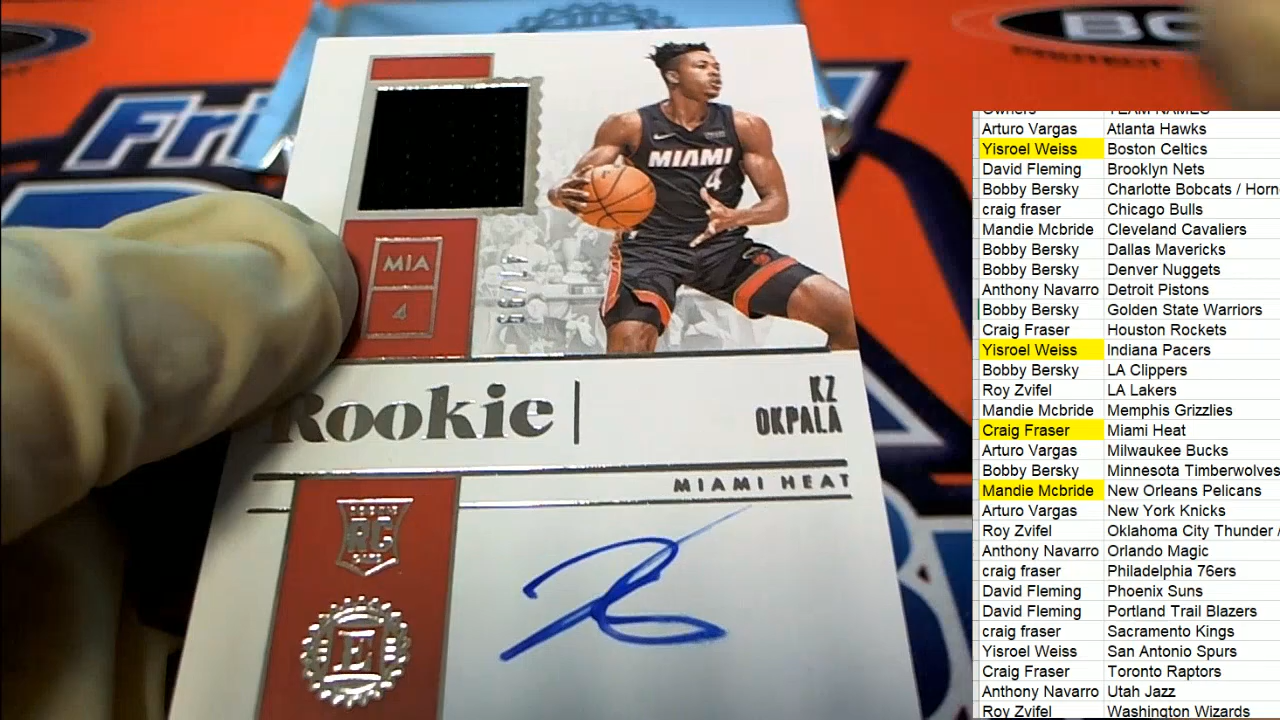 Fri
BC
MIAMI
4
MIA
4
Rookie
KZ
OKPALA
MIAMI HEAT
RC
E
Owners TEAM NAMES
Arturo Vargas Atlanta Hawks
Yisroel Weiss Boston Celtics
David Fleming Brooklyn Nets
Bobby Bersky Charlotte Bobcats / Horn
craig fraser Chicago Bulls
Mandie Mcbride Cleveland Cavaliers
Bobby Bersky Dallas Mavericks
Bobby Bersky Denver Nuggets
Anthony Navarro Detroit Pistons
Bobby Bersky Golden State Warriors
Craig Fraser Houston Rockets
Yisroel Weiss Indiana Pacers
Bobby Bersky LA Clippers
Roy Zvifel LA Lakers
Mandie Mcbride Memphis Grizzlies
Craig Fraser Miami Heat
Arturo Vargas Milwaukee Bucks
Bobby Bersky Minnesota Timberwolves
Mandie Mcbride New Orleans Pelicans
Arturo Vargas New York Knicks
Roy Zvifel Oklahoma City Thunder /
Anthony Navarro Orlando Magic
craig fraser Philadelphia 76ers
David Fleming Phoenix Suns
David Fleming Portland Trail Blazers
craig fraser Sacramento Kings
Yisroel Weiss San Antonio Spurs
Craig Fraser Toronto Raptors
Anthony Navarro Utah Jazz
Roy Zvifel Washington Wizards